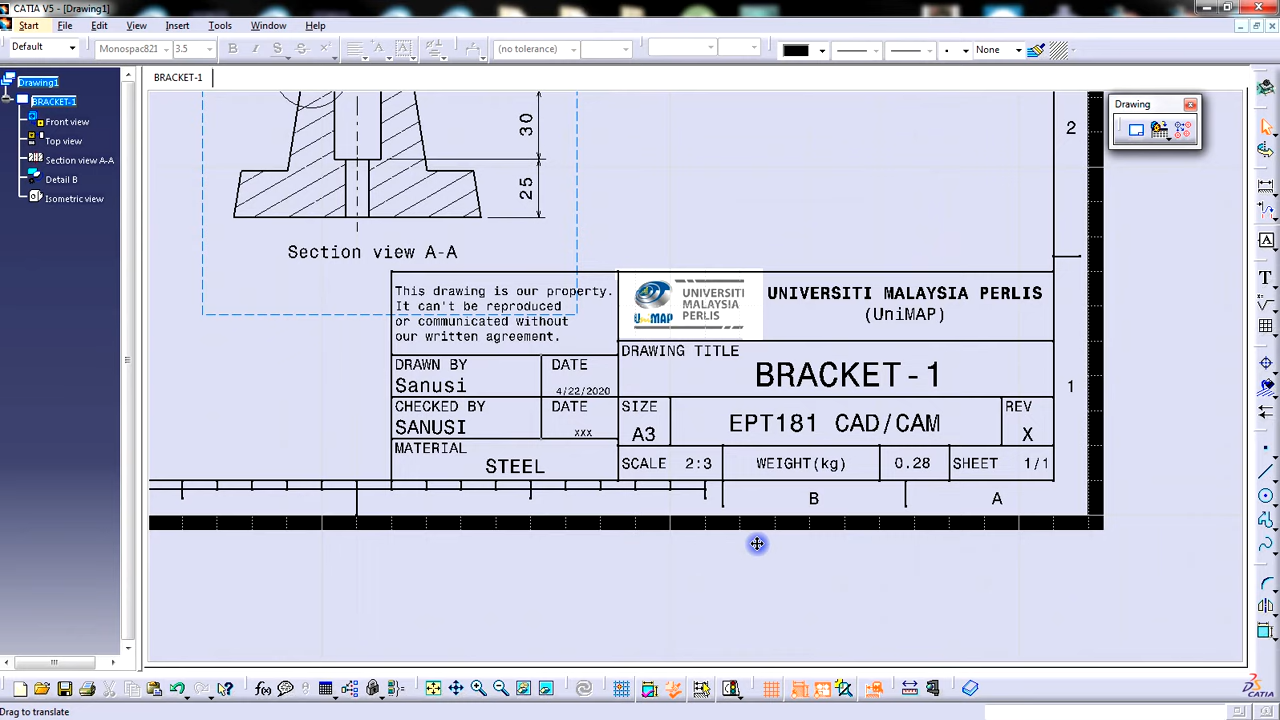 CATIA V5 - [Drawing1]
Start File Edit View Insert Tools Window Help
Default Monospac821 3.5 B I S (no tolerance) None
Drawing1
BRACKET-1
Front view
Top view
Section view A-A
Detail B
Isometric view
BRACKET-1
Drawing
30
25
2
Section view A-A
This drawing is our property.
It can't be reproduced
or communicated without
our written agreement.
UniMAP
UNIVERSITI
MALAYSIA
PERLIS
UNIVERSITI MALAYSIA PERLIS
(UniMAP)
DRAWN BY
Sanusi
DATE
4/22/2020
DRAWING TITLE
BRACKET-1
1
CHECKED BY
SANUSI
DATE
xxx
SIZE
A3
EPT181 CAD/CAM
REV
X
MATERIAL
STEEL
SCALE 2:3 WEIGHT(kg) 0.28 SHEET 1/1
B A
Drag to translate
CATIA